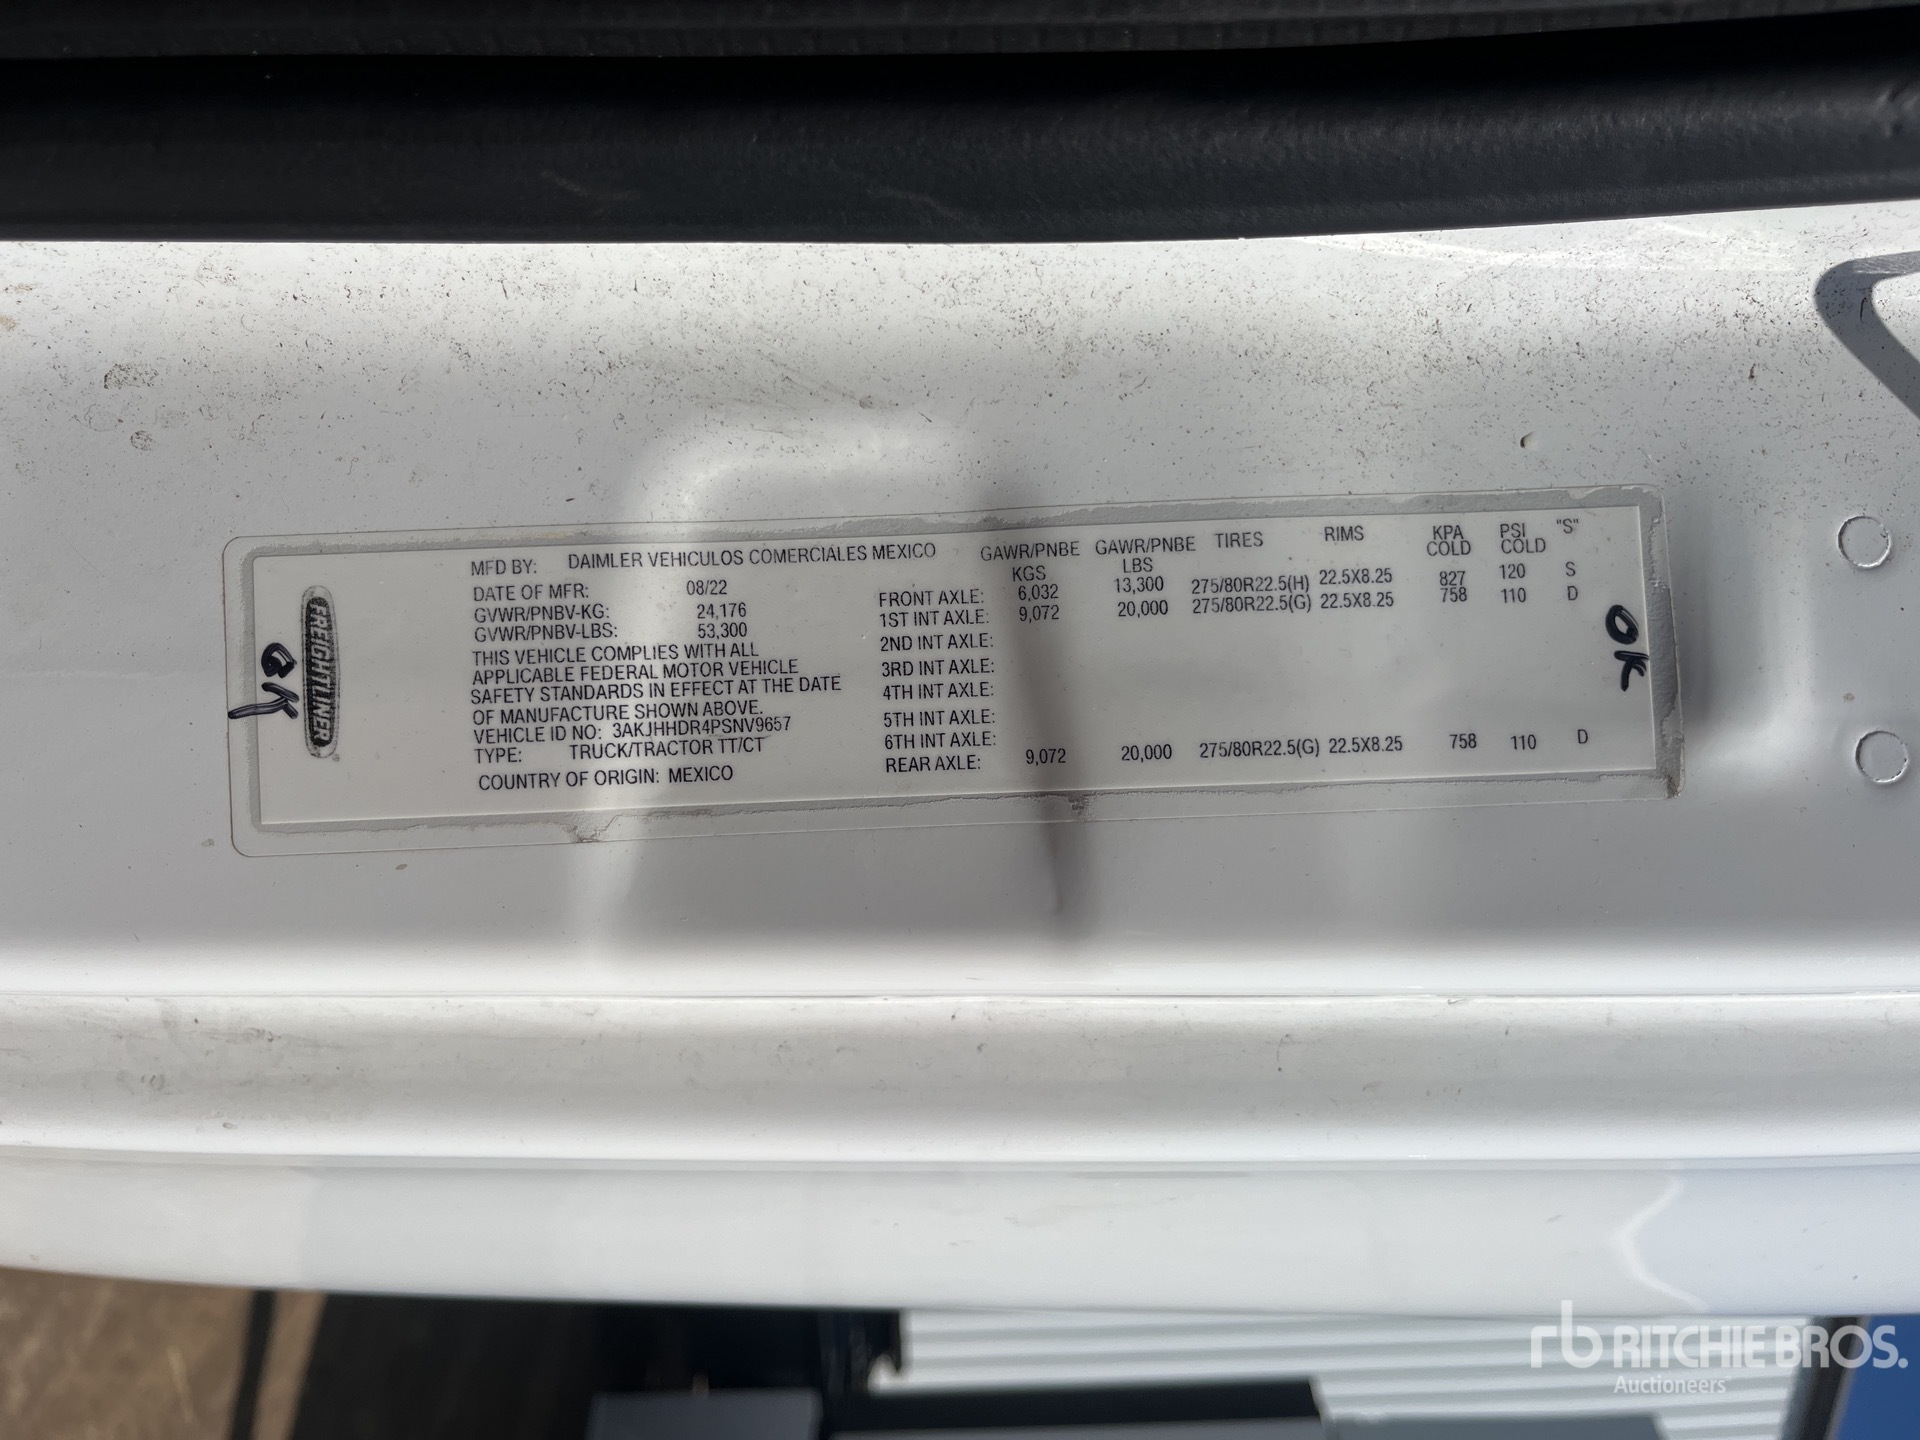 FREIGHTLINER
OK
MFD BY: DAIMLER VEHICULOS COMERCIALES MEXICO
DATE OF MFR: 08/22
GVWR/PNBV-KG: 24,176
GVWR/PNBV-LBS: 53,300
THIS VEHICLE COMPLIES WITH ALL
APPLICABLE FEDERAL MOTOR VEHICLE
SAFETY STANDARDS IN EFFECT AT THE DATE
OF MANUFACTURE SHOWN ABOVE.
VEHICLE ID NO: 3AKJHHDR4PSNV9657
TYPE: TRUCK/TRACTOR TT/CT
COUNTRY OF ORIGIN: MEXICO
GAWR/PNBE KGS GAWR/PNBE LBS TIRES RIMS KPA COLD PSI COLD "S"
FRONT AXLE: 6,032 13,300 275/80R22.5(H) 22.5X8.25 827 120 S
1ST INT AXLE: 9,072 20,000 275/80R22.5(G) 22.5X8.25 758 110 D
2ND INT AXLE:
3RD INT AXLE:
4TH INT AXLE:
5TH INT AXLE:
6TH INT AXLE:
REAR AXLE: 9,072 20,000 275/80R22.5(G) 22.5X8.25 758 110 D
OK
rb RITCHIE BROS.
Auctioneers